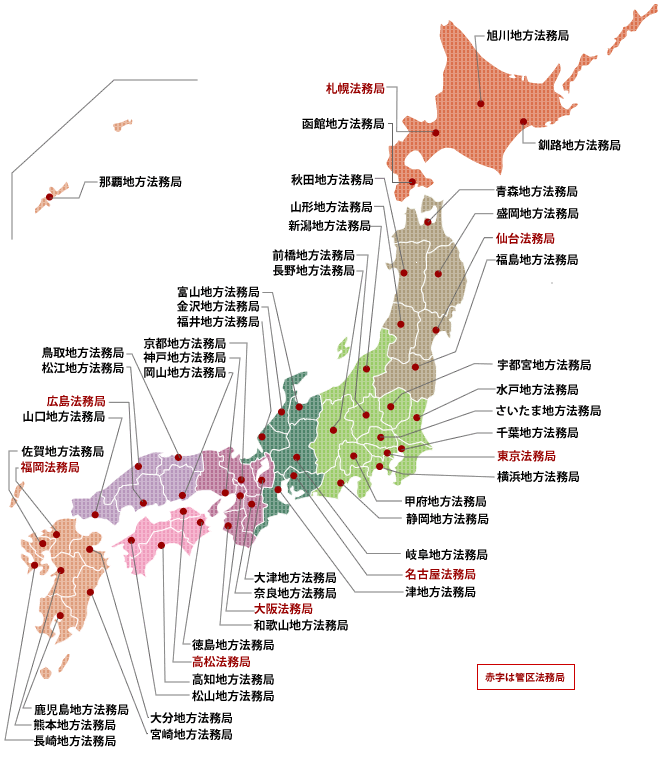 旭川地方法務局
札幌法務局
函館地方法務局
釧路地方法務局
那覇地方法務局
秋田地方法務局
青森地方法務局
山形地方法務局
盛岡地方法務局
新潟地方法務局
仙台法務局
前橋地方法務局
福島地方法務局
長野地方法務局
富山地方法務局
金沢地方法務局
福井地方法務局
京都地方法務局
鳥取地方法務局
神戸地方法務局
松江地方法務局
岡山地方法務局
宇都宮地方法務局
水戸地方法務局
広島法務局
さいたま地方法務局
山口地方法務局
千葉地方法務局
佐賀地方法務局
東京法務局
福岡法務局
横浜地方法務局
甲府地方法務局
静岡地方法務局
岐阜地方法務局
名古屋法務局
大津地方法務局
津地方法務局
奈良地方法務局
大阪法務局
和歌山地方法務局
徳島地方法務局
高松法務局
高知地方法務局
赤字は管区法務局
松山地方法務局
鹿児島地方法務局
大分地方法務局
熊本地方法務局
宮崎地方法務局
長崎地方法務局